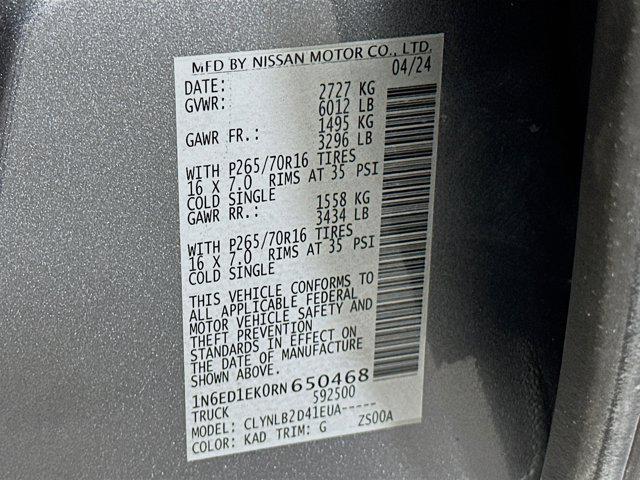 MFD BY NISSAN MOTOR CO., LTD.
DATE: 04/24
GVWR: 2727 KG
6012 LB
GAWR FR.: 1495 KG
3296 LB
WITH P265/70R16 TIRES
16 X 7.0 RIMS AT 35 PSI
COLD SINGLE
GAWR RR.: 1558 KG
3434 LB
WITH P265/70R16 TIRES
16 X 7.0 RIMS AT 35 PSI
COLD SINGLE
THIS VEHICLE CONFORMS TO
ALL APPLICABLE FEDERAL
MOTOR VEHICLE SAFETY AND
THEFT PREVENTION
STANDARDS IN EFFECT ON
THE DATE OF MANUFACTURE
SHOWN ABOVE.
1N6ED1EK0RN650468
TRUCK 592500
MODEL: CLYNLB2D41EUA-----
COLOR: KAD TRIM: G ZS00A